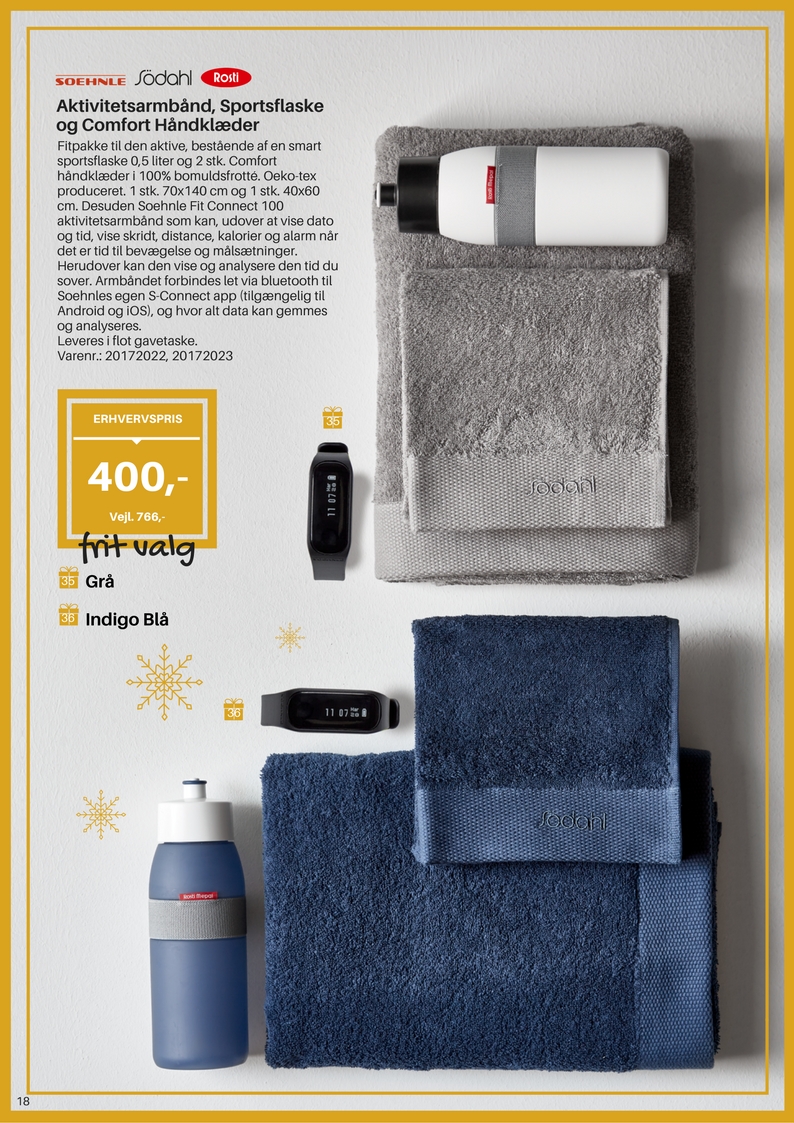 SOEHNLE Södahl Rosti
Aktivitetsarmbånd, Sportsflaske
og Comfort Håndklæder
Fitpakke til den aktive, bestående af en smart
sportsflaske 0,5 liter og 2 stk. Comfort
håndklæder i 100% bomuldsfrotté. Oeko-tex
produceret. 1 stk. 70x140 cm og 1 stk. 40x60
cm. Desuden Soehnle Fit Connect 100
aktivitetsarmbånd som kan, udover at vise dato
og tid, vise skridt, distance, kalorier og alarm når
det er tid til bevægelse og målsætninger.
Herudover kan den vise og analysere den tid du
sover. Armbåndet forbindes let via bluetooth til
Soehnles egen S-Connect app (tilgængelig til
Android og iOS), og hvor alt data kan gemmes
og analyseres.
Leveres i flot gavetaske.
Varenr.: 20172022, 20172023
ERHVERVSPRIS
400,-
Vejl. 766,-
frit valg
35 Grå
36 Indigo Blå
35
11 07
södahl
rosti mepal
36
11 07
södahl
rosti mepal
18